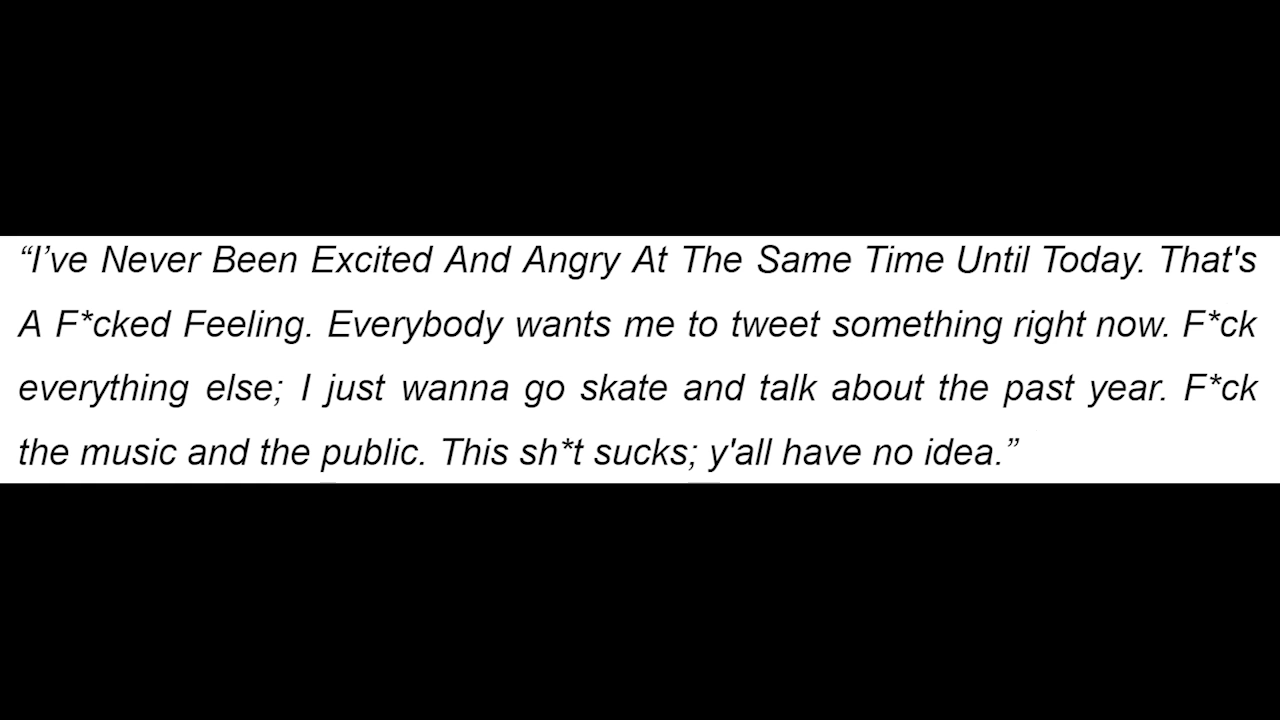 “I’ve Never Been Excited And Angry At The Same Time Until Today. That's
A F*cked Feeling. Everybody wants me to tweet something right now. F*ck
everything else; I just wanna go skate and talk about the past year. F*ck
the music and the public. This sh*t sucks; y'all have no idea.”